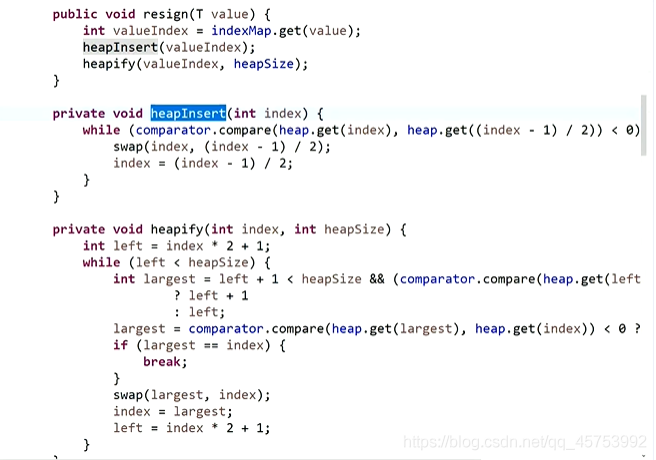 public void resign(T value) {
    int valueIndex = indexMap.get(value);
    heapInsert(valueIndex);
    heapify(valueIndex, heapSize);
}

private void heapInsert(int index) {
    while (comparator.compare(heap.get(index), heap.get((index - 1) / 2)) < 0)
        swap(index, (index - 1) / 2);
        index = (index - 1) / 2;
    }
}

private void heapify(int index, int heapSize) {
    int left = index * 2 + 1;
    while (left < heapSize) {
        int largest = left + 1 < heapSize && (comparator.compare(heap.get(left
                ? left + 1
                : left;
        largest = comparator.compare(heap.get(largest), heap.get(index)) < 0 ?
        if (largest == index) {
            break;
        }
        swap(largest, index);
        index = largest;
        left = index * 2 + 1;
    }
https://blog.csdn.net/qq_45753992